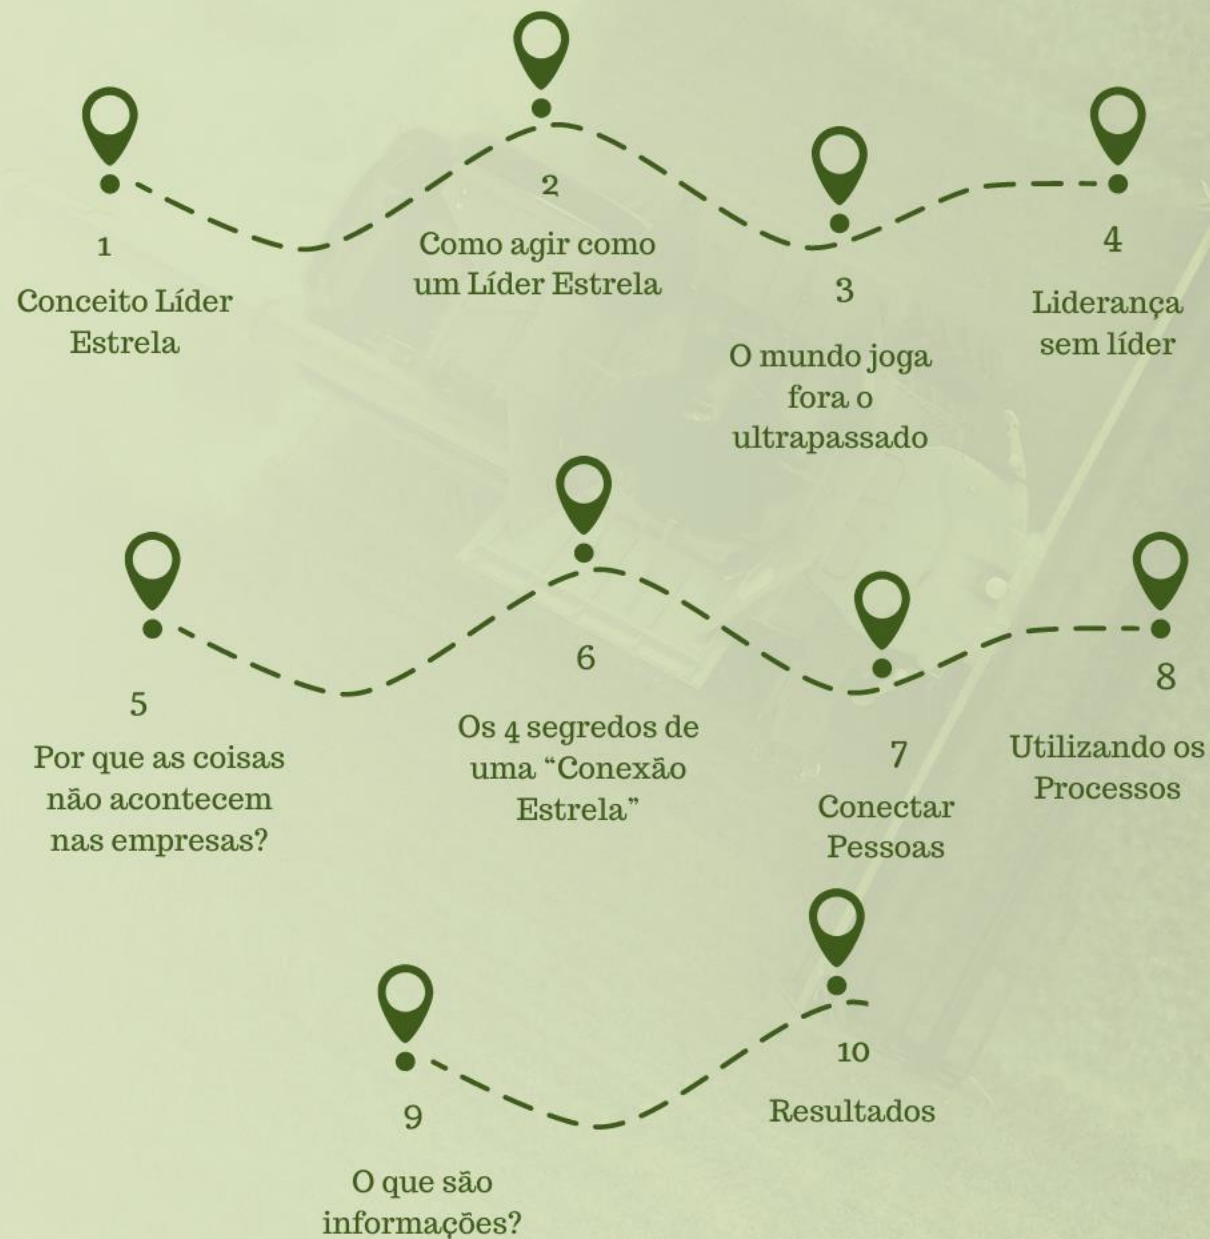 1
Conceito Líder
Estrela
2
Como agir como
um Líder Estrela
3
O mundo joga
fora o
ultrapassado
4
Liderança
sem líder
5
Por que as coisas
não acontecem
nas empresas?
6
Os 4 segredos de
uma “Conexão
Estrela”
7
Conectar
Pessoas
8
Utilizando os
Processos
9
O que são
informações?
10
Resultados